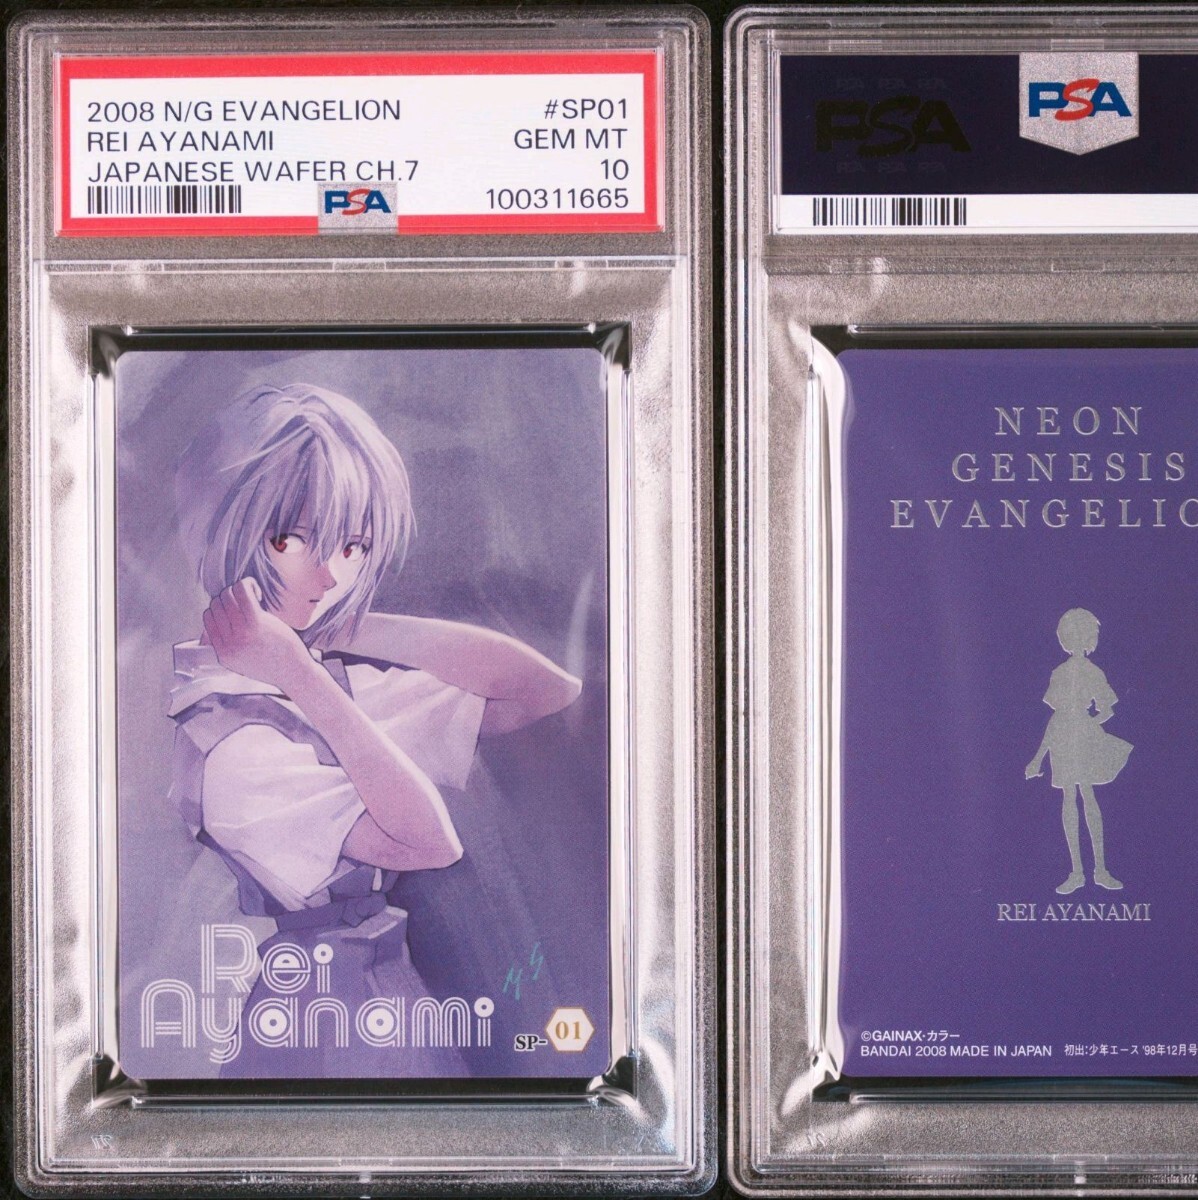 2008 N/G EVANGELION #SP01
REI AYANAMI GEM MT
JAPANESE WAFER CH.7 10
PSA 100311665
Rei
Ayanami
MS
SP-01
PSA
PSA
NEON
GENESIS
EVANGELIO
REI AYANAMI
©GAINAX・カラー
BANDAI 2008 MADE IN JAPAN 初出:少年エース '98年12月号